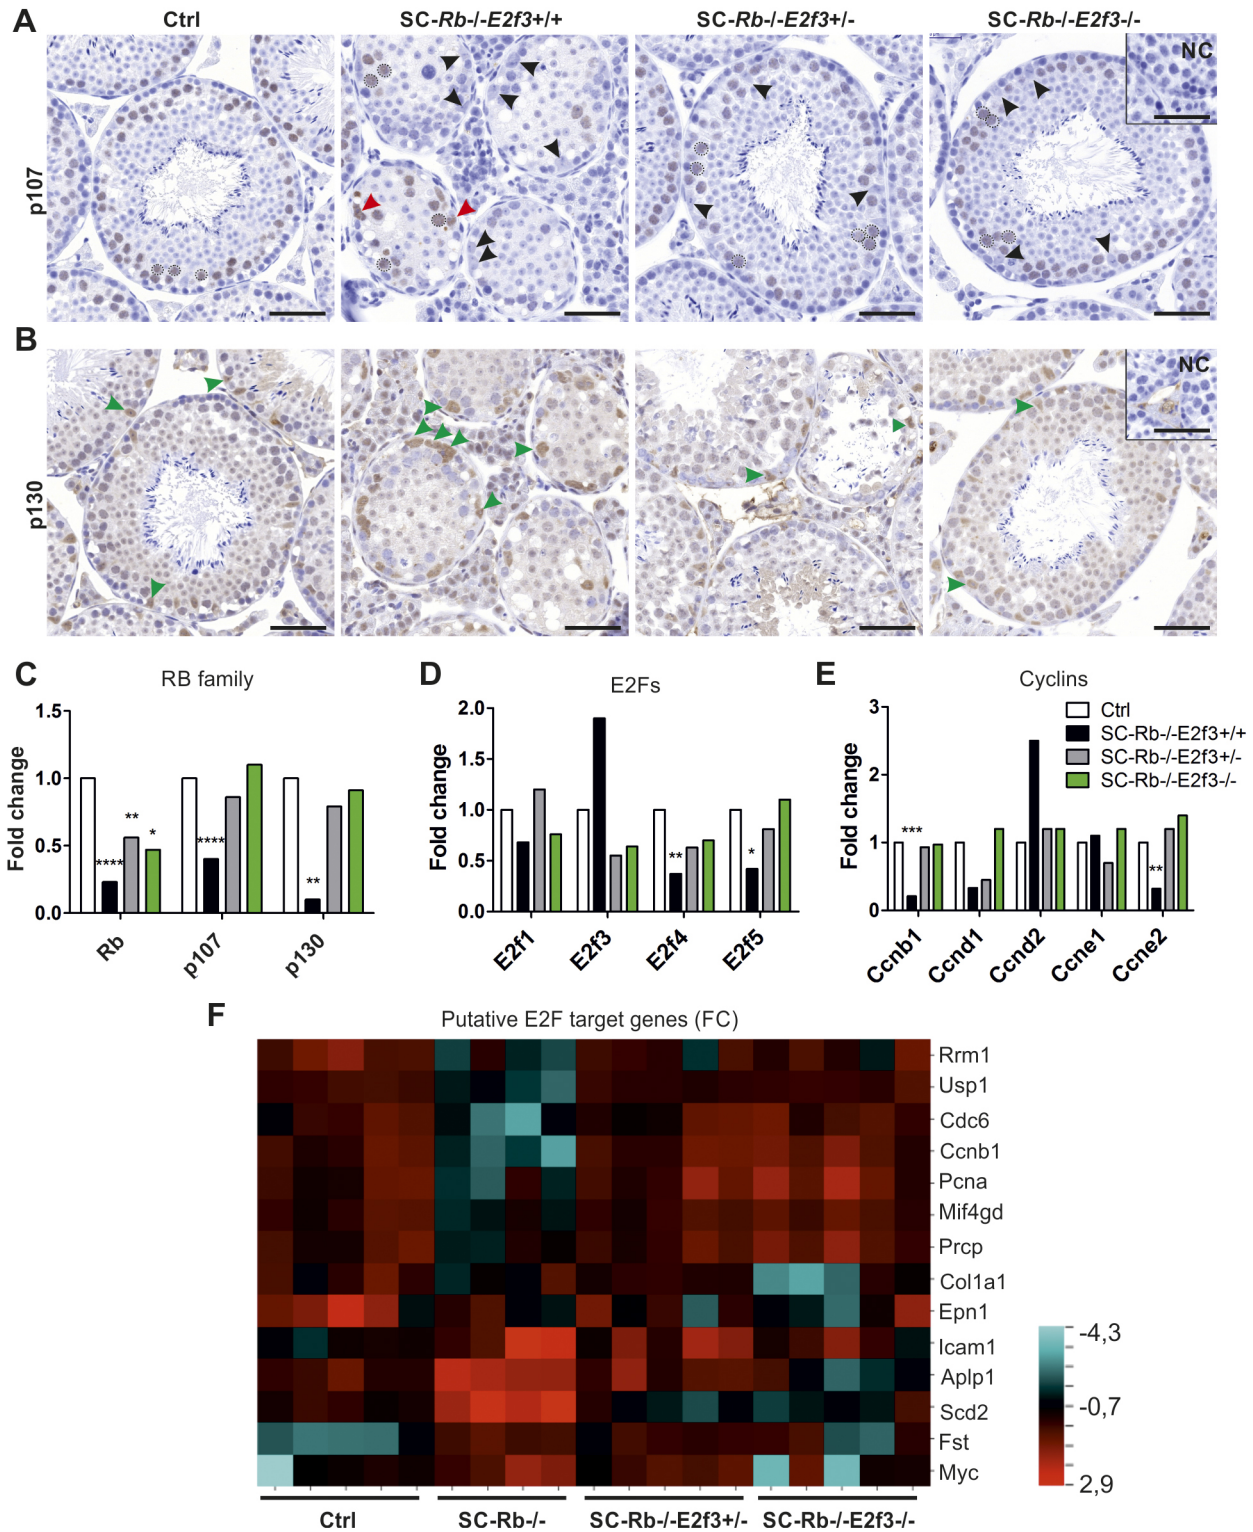 A
Ctrl
SC-Rb-/-E2f3+/+
SC-Rb-/-E2f3+/-
SC-Rb-/-E2f3-/-
NC
p107
B
NC
p130
C
RB family
Fold change
1.5
1.0
0.5
0.0
****
**
*
****
**
Rb
p107
p130
D
E2Fs
Fold change
2.0
1.5
1.0
0.5
0.0
**
*
E2f1
E2f3
E2f4
E2f5
E
Cyclins
Fold change
3
2
1
0
***
**
Ccnb1
Ccnd1
Ccnd2
Ccne1
Ccne2
Ctrl
SC-Rb-/-E2f3+/+
SC-Rb-/-E2f3+/-
SC-Rb-/-E2f3-/-
F
Putative E2F target genes (FC)
Rrm1
Usp1
Cdc6
Ccnb1
Pcna
Mif4gd
Prcp
Col1a1
Epn1
Icam1
Aplp1
Scd2
Fst
Myc
-4,3
-0,7
2,9
Ctrl
SC-Rb-/-
SC-Rb-/-E2f3+/-
SC-Rb-/-E2f3-/-